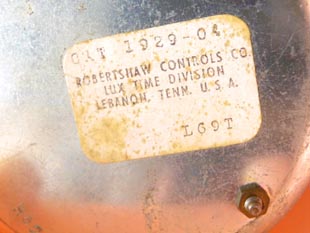 CAT 1929-04
ROBERTSHAW CONTROLS CO.
LUX TIME DIVISION
LEBANON, TENN. U.S.A.
L69T